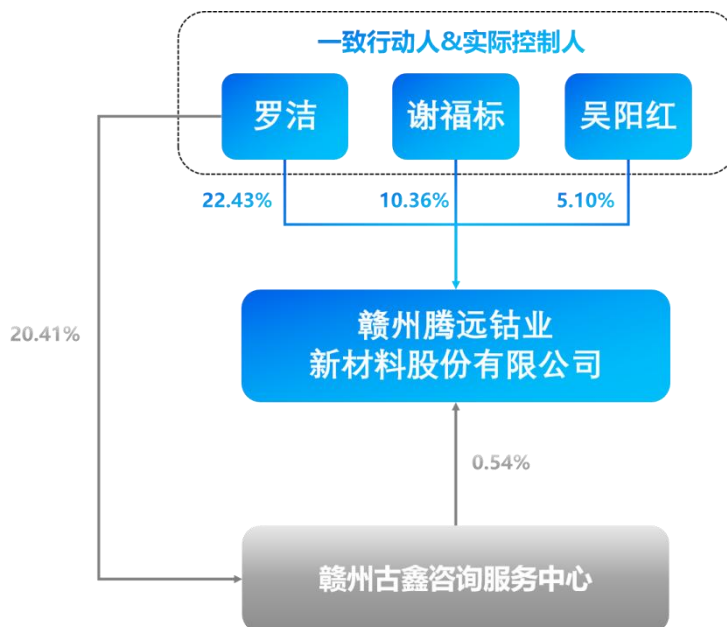 一致行动人&实际控制人
罗洁
谢福标
吴阳红
22.43%
10.36%
5.10%
赣州腾远钴业
新材料股份有限公司
20.41%
0.54%
赣州古鑫咨询服务中心